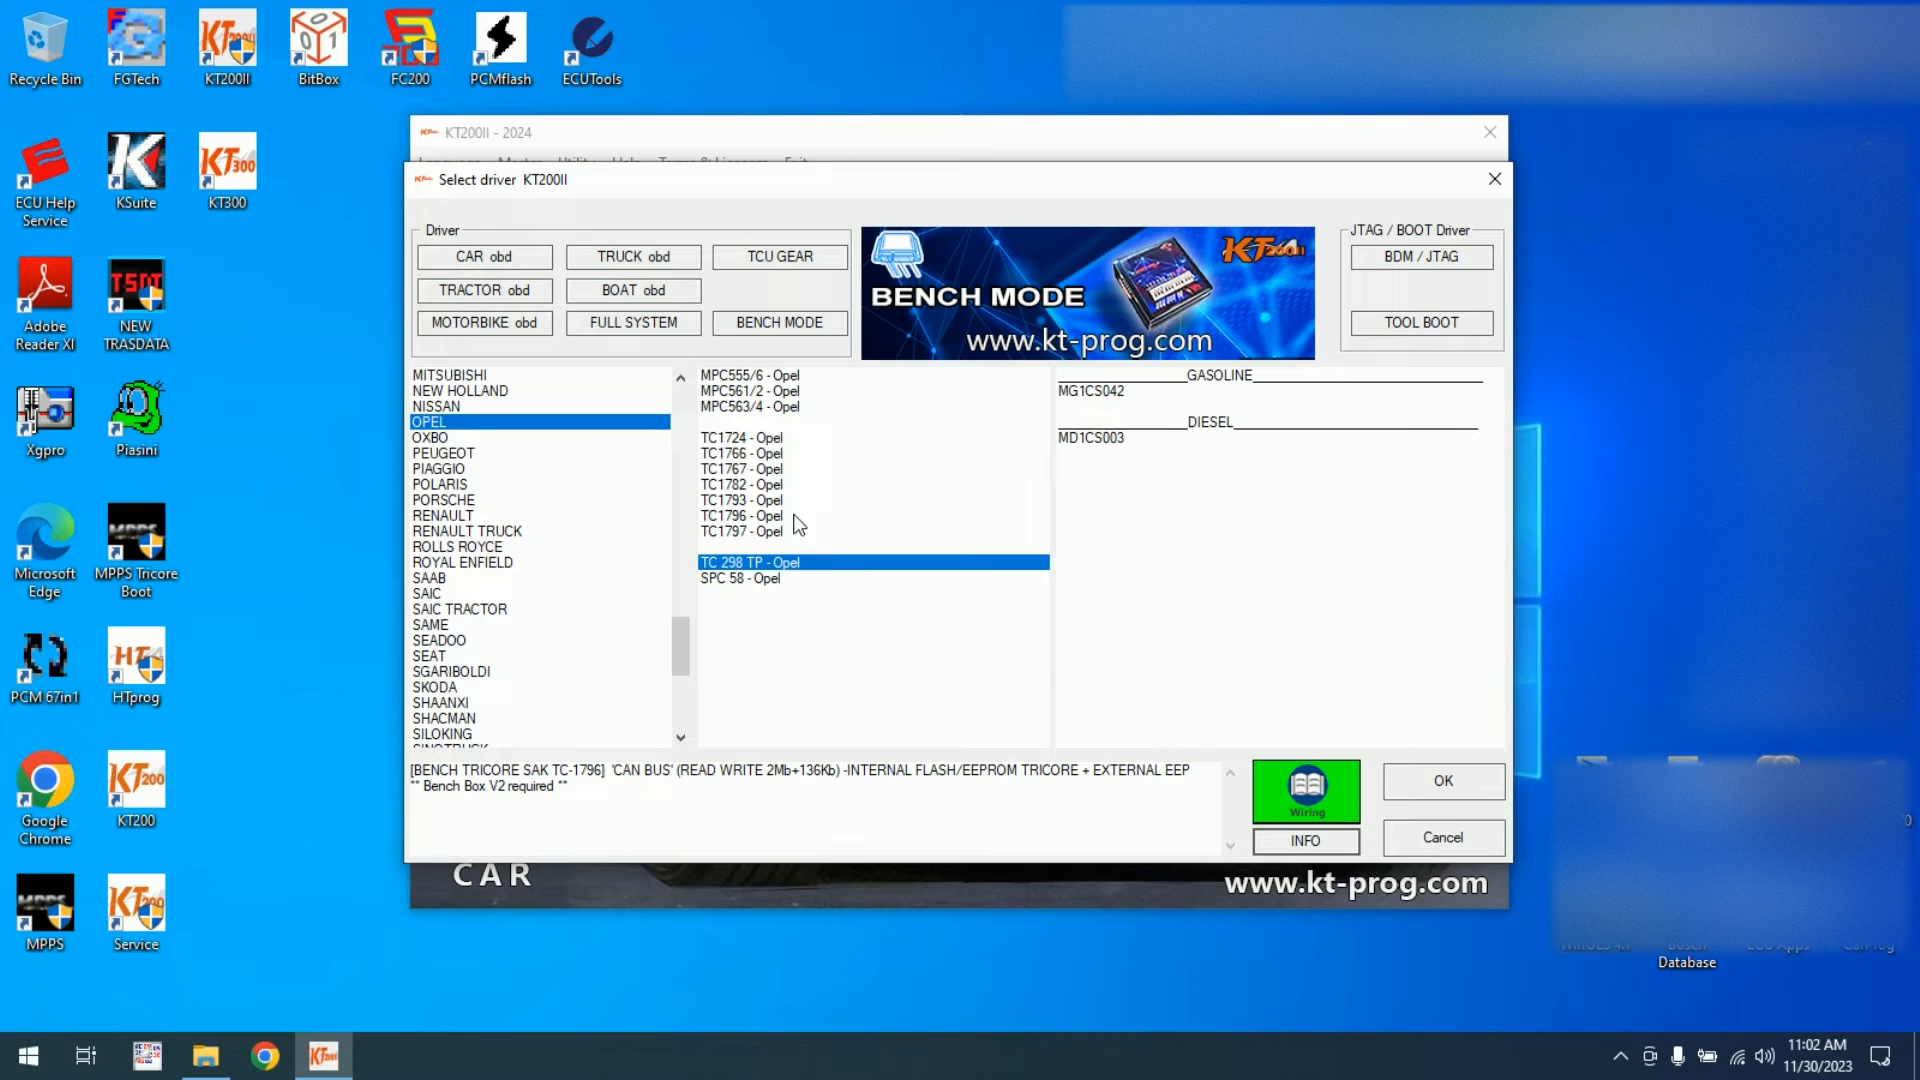 Recycle Bin
FGTech
KT200II
BitBox
FC200
PCMflash
ECUTools
ECU Help
Service
KSuite
KT300
Adobe
Reader XI
NEW
TRASDATA
Xgpro
Piasini
Microsoft
Edge
MPPS Tricore
Boot
PCM 67in1
HTprog
Google
Chrome
KT200
MPPS
Service
KT200II - 2024
Select driver KT200II
Driver
CAR obd
TRUCK obd
TCU GEAR
TRACTOR obd
BOAT obd
MOTORBIKE obd
FULL SYSTEM
BENCH MODE
BENCH MODE
KT200II
www.kt-prog.com
JTAG / BOOT Driver
BDM / JTAG
TOOL BOOT
MITSUBISHI
NEW HOLLAND
NISSAN
OPEL
OXBO
PEUGEOT
PIAGGIO
POLARIS
PORSCHE
RENAULT
RENAULT TRUCK
ROLLS ROYCE
ROYAL ENFIELD
SAAB
SAIC
SAIC TRACTOR
SAME
SEADOO
SEAT
SGARIBOLDI
SKODA
SHAANXI
SHACMAN
SILOKING
MPC555/6 - Opel
MPC561/2 - Opel
MPC563/4 - Opel
TC1724 - Opel
TC1766 - Opel
TC1767 - Opel
TC1782 - Opel
TC1793 - Opel
TC1796 - Opel
TC1797 - Opel
TC 298 TP - Opel
SPC 58 - Opel
GASOLINE
MG1CS042
DIESEL
MD1CS003
[BENCH TRICORE SAK TC-1796] 'CAN BUS' (READ WRITE 2Mb+136Kb) -INTERNAL FLASH/EEPROM TRICORE + EXTERNAL EEP
** Bench Box V2 required **
Wiring
INFO
OK
Cancel
CAR
www.kt-prog.com
Database
11:02 AM
11/30/2023